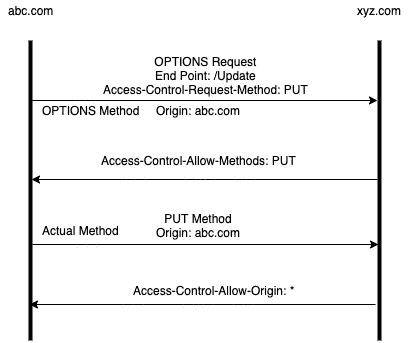 abc.com
xyz.com
OPTIONS Request
End Point: /Update
Access-Control-Request-Method: PUT
OPTIONS Method
Origin: abc.com
Access-Control-Allow-Methods: PUT
PUT Method
Actual Method
Origin: abc.com
Access-Control-Allow-Origin: *